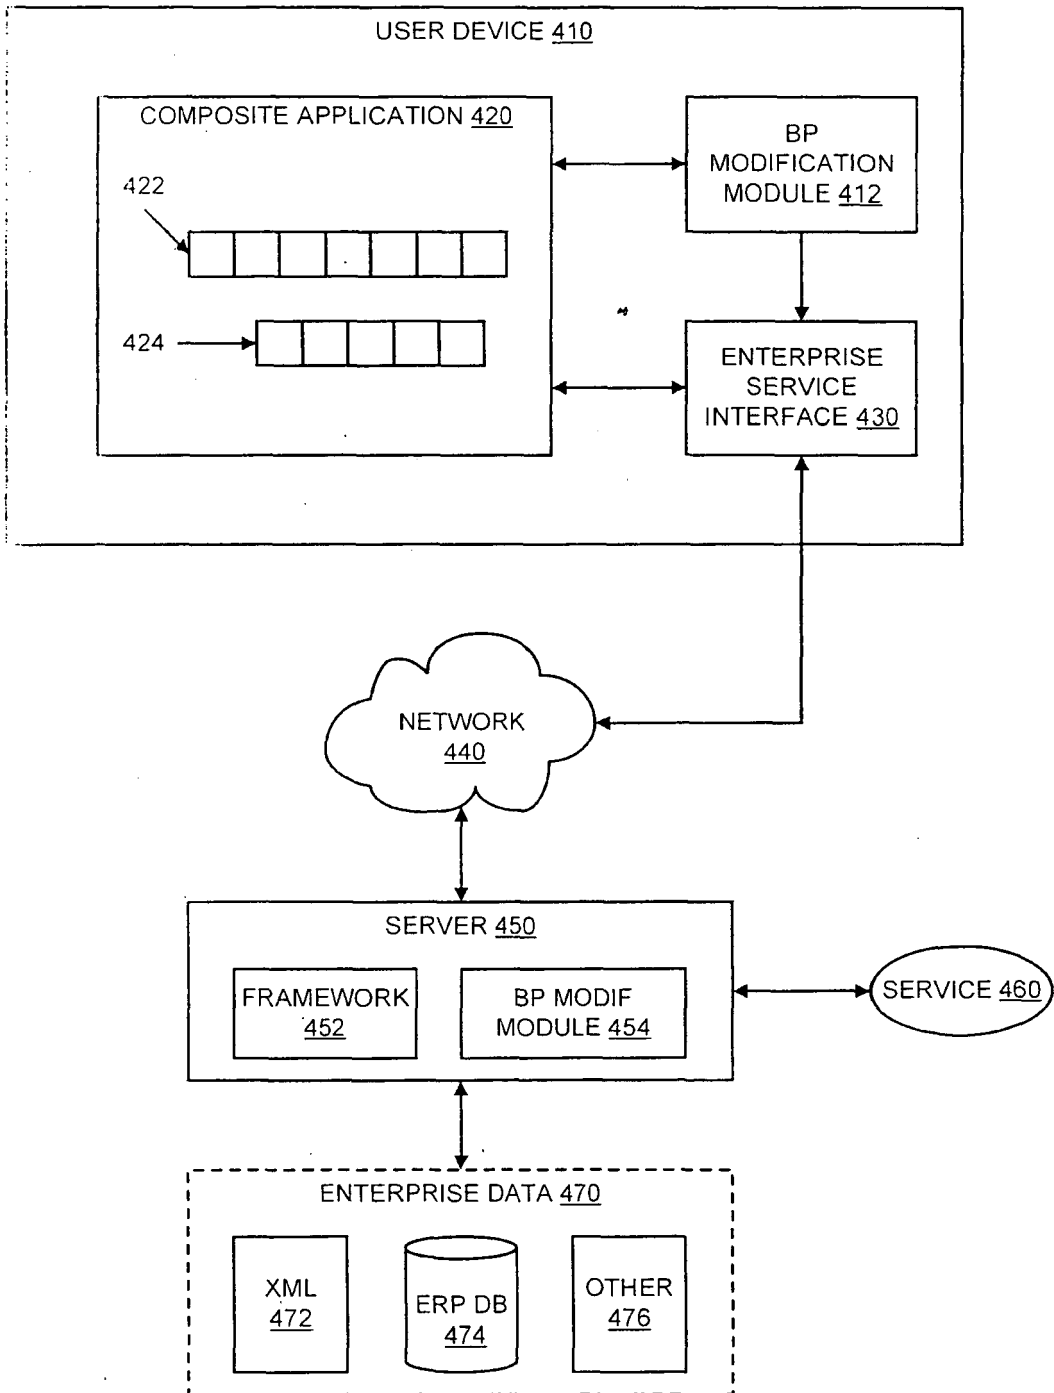 USER DEVICE 410
COMPOSITE APPLICATION 420
422
424
BP
MODIFICATION
MODULE 412
ENTERPRISE
SERVICE
INTERFACE 430
NETWORK
440
SERVER 450
FRAMEWORK
452
BP MODIF
MODULE 454
SERVICE 460
ENTERPRISE DATA 470
XML
472
ERP DB
474
OTHER
476